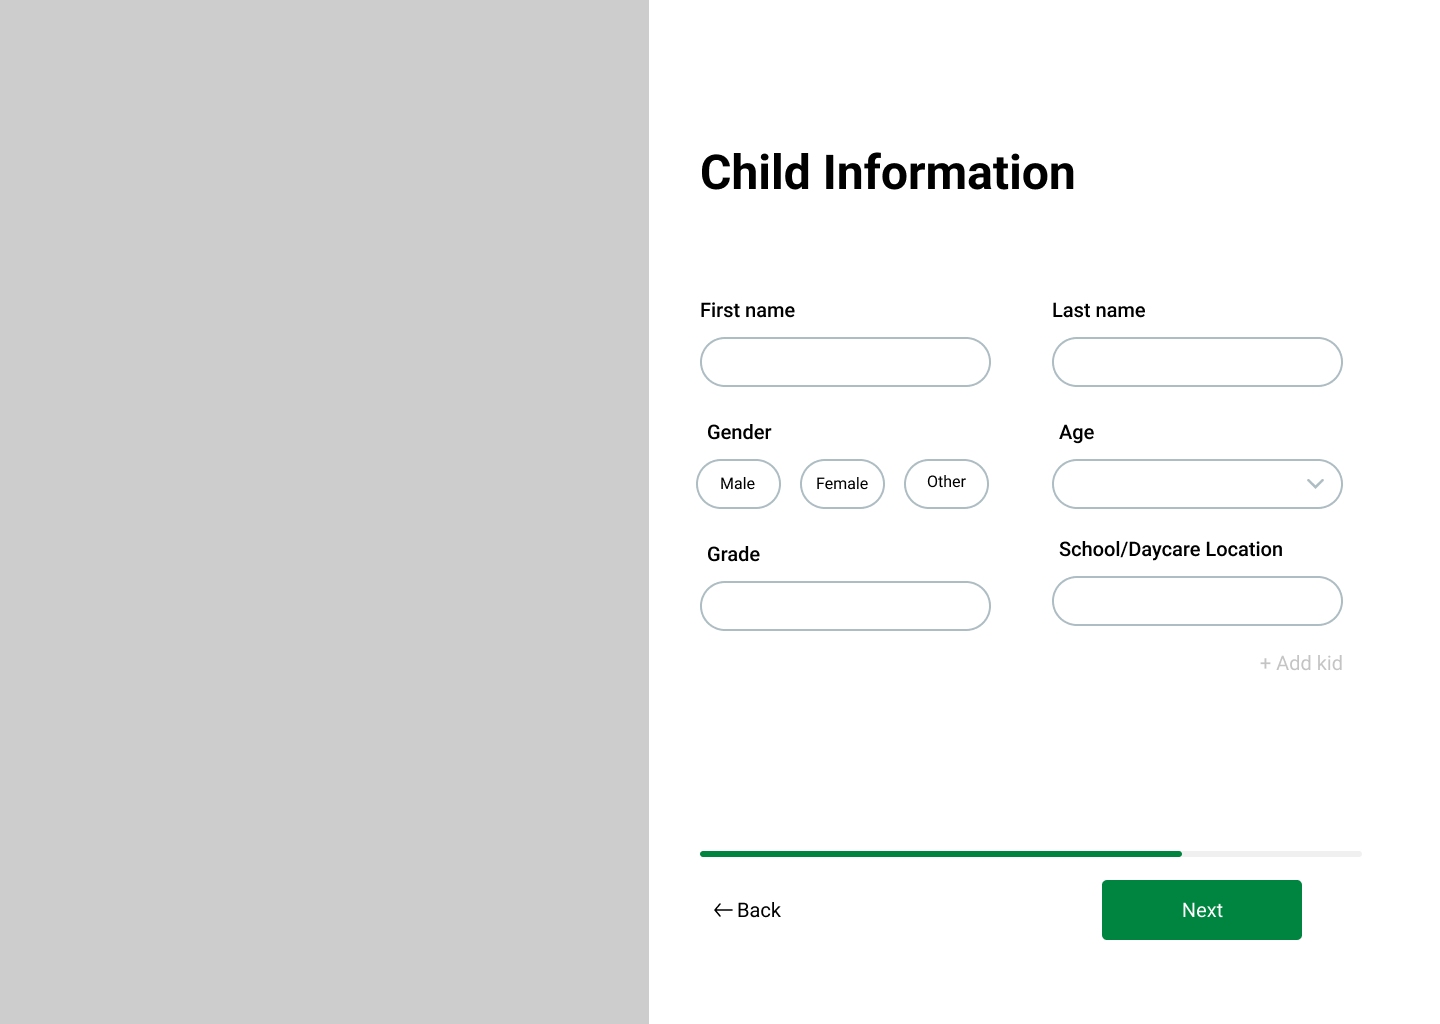 Child Information
First name
Last name
Gender
Age
Male
Female
Other
Grade
School/Daycare Location
+ Add kid
Back
Next